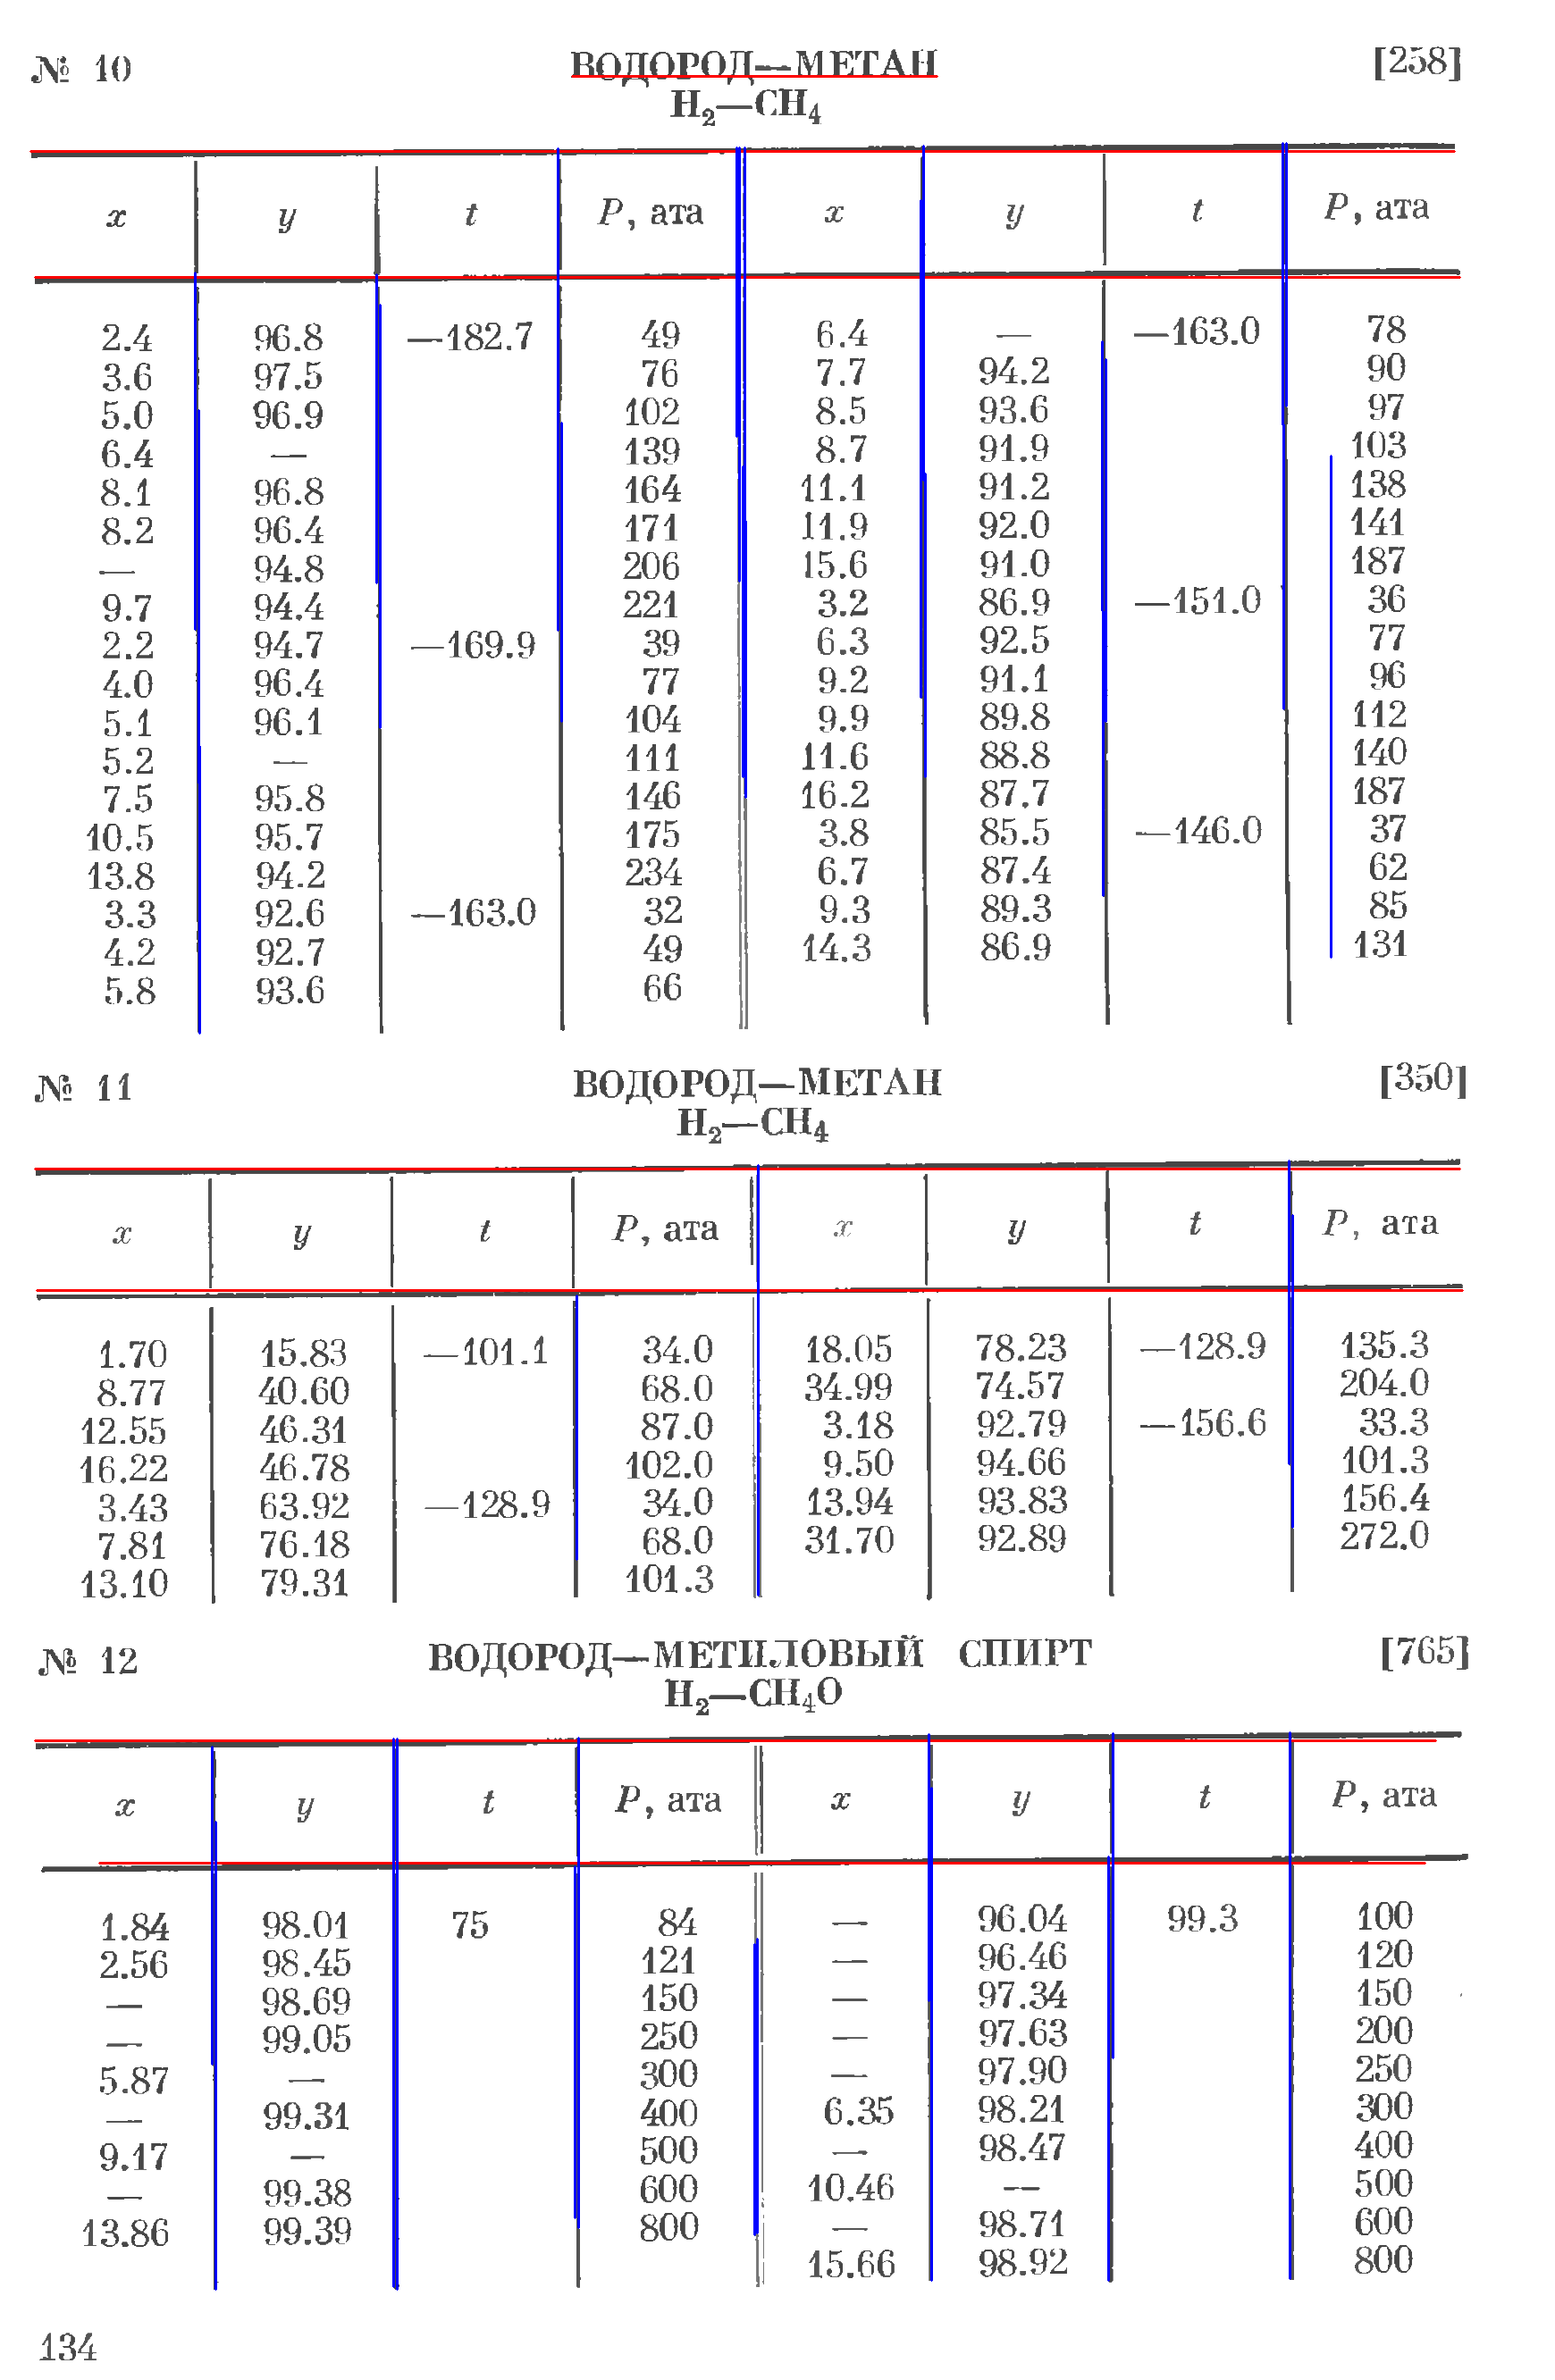 № 10 ВОДОРОД—МЕТАН [258]
H₂—CH₄
x y t P, ата x y t P, ата
2.4 96.8 —182.7 49 6.4 — —163.0 78
3.6 97.5 76 7.7 94.2 90
5.0 96.9 102 8.5 93.6 97
6.4 — 139 8.7 91.9 103
8.1 96.8 164 11.1 91.2 138
8.2 96.4 171 11.9 92.0 141
— 94.8 206 15.6 91.0 187
9.7 94.4 221 3.2 86.9 —151.0 36
2.2 94.7 —169.9 39 6.3 92.5 77
4.0 96.4 77 9.2 91.1 96
5.1 96.1 104 9.9 89.8 112
5.2 — 111 11.6 88.8 140
7.5 95.8 146 16.2 87.7 187
10.5 95.7 175 3.8 85.5 —146.0 37
13.8 94.2 234 6.7 87.4 62
3.3 92.6 —163.0 32 9.3 89.3 85
4.2 92.7 49 14.3 86.9 131
5.8 93.6 66
№ 11 ВОДОРОД—МЕТАН [350]
H₂—CH₄
x y t P, ата x y t P, ата
1.70 15.83 —101.1 34.0 18.05 78.23 —128.9 135.3
8.77 40.60 68.0 34.99 74.57 204.0
12.55 46.31 87.0 3.18 92.79 —156.6 33.3
16.22 46.78 102.0 9.50 94.66 101.3
3.43 63.92 —128.9 34.0 13.94 93.83 156.4
7.81 76.18 68.0 31.70 92.89 272.0
13.10 79.31 101.3
№ 12 ВОДОРОД—МЕТИЛОВЫЙ СПИРТ [765]
H₂—CH₄O
x y t P, ата x y t P, ата
1.84 98.01 75 84 — 96.04 99.3 100
2.56 98.45 121 — 96.46 120
— 98.69 150 — 97.34 150
— 99.05 250 — 97.63 200
5.87 — 300 — 97.90 250
— 99.31 400 6.35 98.21 300
9.17 — 500 — 98.47 400
— 99.38 600 10.46 — 500
13.86 99.39 800 — 98.71 600
15.66 98.92 800
134